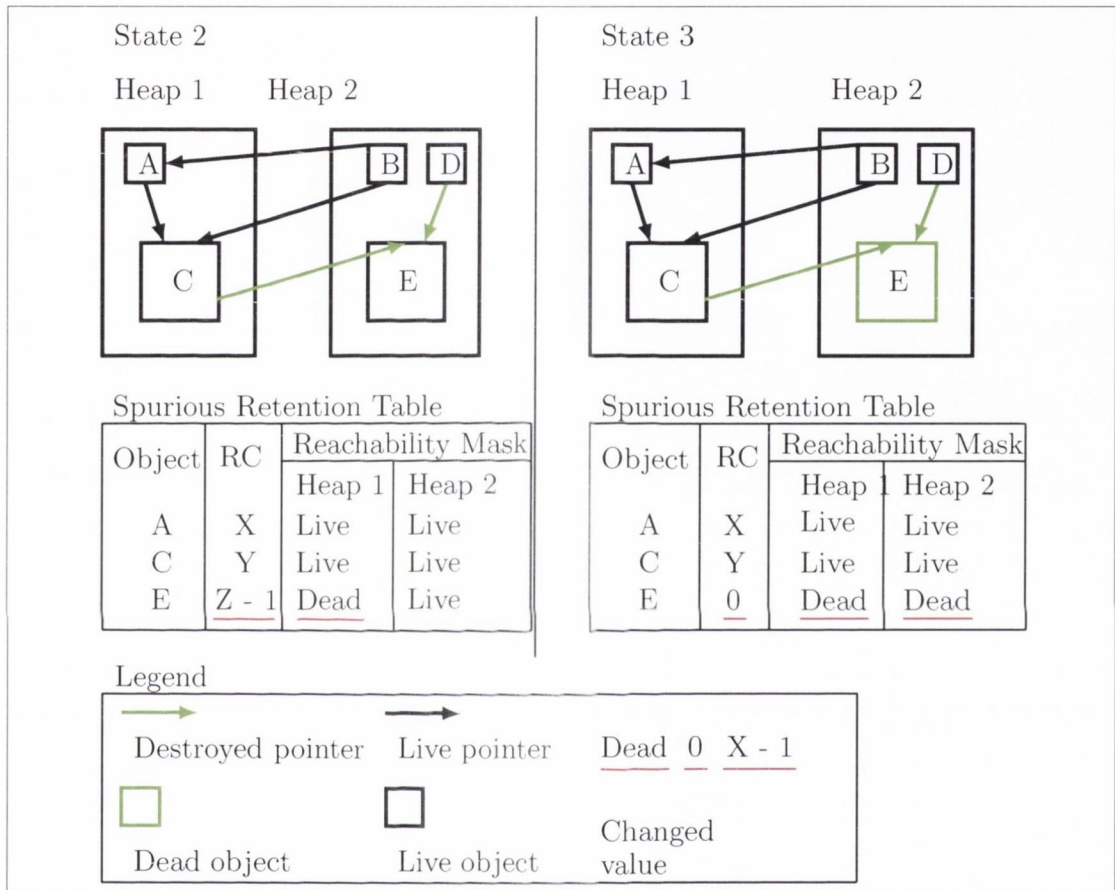 State 2
Heap 1 Heap 2
A B D
C E
Spurious Retention Table
Object RC Reachability Mask
Heap 1 Heap 2
A X Live Live
C Y Live Live
E Z - 1 Dead Live
State 3
Heap 1 Heap 2
A B D
C E
Spurious Retention Table
Object RC Reachability Mask
Heap 1 Heap 2
A X Live Live
C Y Live Live
E 0 Dead Dead
Legend
Destroyed pointer Live pointer Dead 0 X - 1
Dead object Live object Changed
value